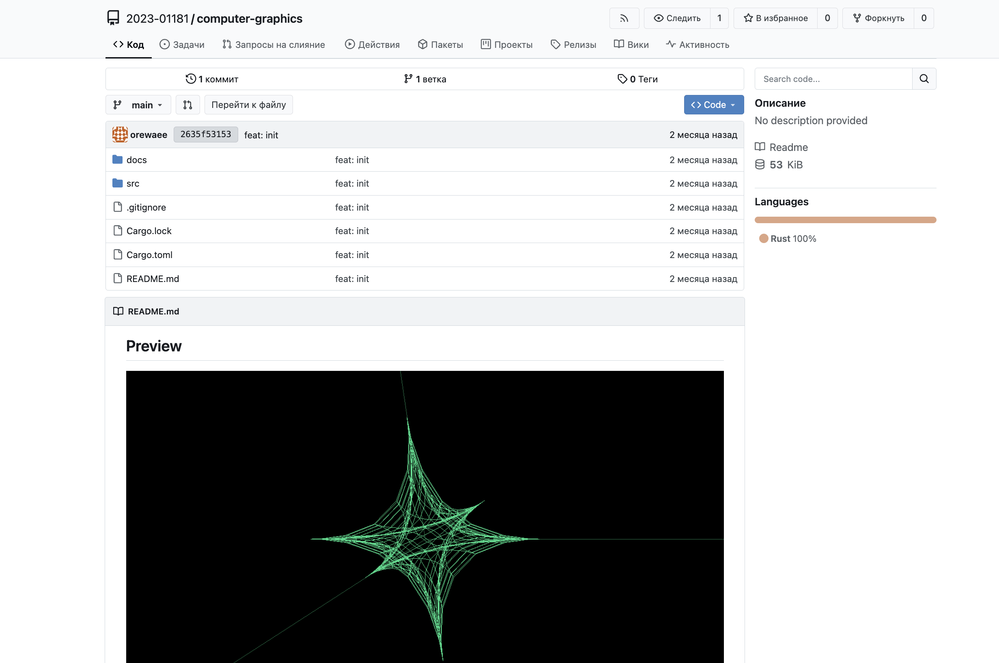 2023-01181/computer-graphics
Следить 1 В избранное 0 Форкнуть 0
Код Задачи Запросы на слияние Действия Пакеты Проекты Релизы Вики Активность
1 коммит 1 ветка 0 Теги
Search code...
main Перейти к файлу Code
Описание
No description provided
orewaee 2635f53153 feat: init 2 месяца назад
Readme
docs feat: init 2 месяца назад
53 KiB
src feat: init 2 месяца назад
Languages
.gitignore feat: init 2 месяца назад
Cargo.lock feat: init 2 месяца назад
Rust 100%
Cargo.toml feat: init 2 месяца назад
README.md feat: init 2 месяца назад
README.md
Preview